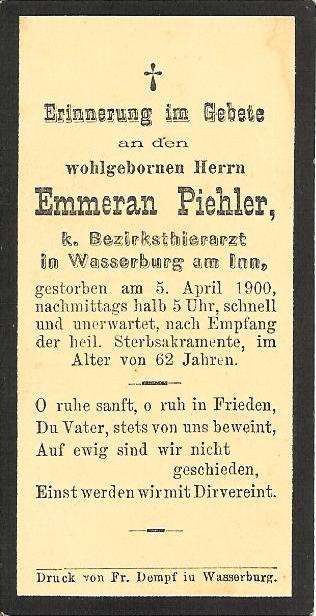 Erinnerung im Gebete
an den
wohlgebornen Herrn
Emmeran Piehler,
k. Bezirksthierarzt
in Wasserburg am Inn,
gestorben am 5. April 1900,
nachmittags halb 5 Uhr, schnell
und unerwartet, nach Empfang
der heil. Sterbsakramente, im
Alter von 62 Jahren.
O ruhe sanft, o ruh in Frieden,
Du Vater, stets von uns beweint,
Auf ewig sind wir nicht
geschieden,
Einst werden wir mit Dir vereint.
Druck von Fr. Dempf in Wasserburg.